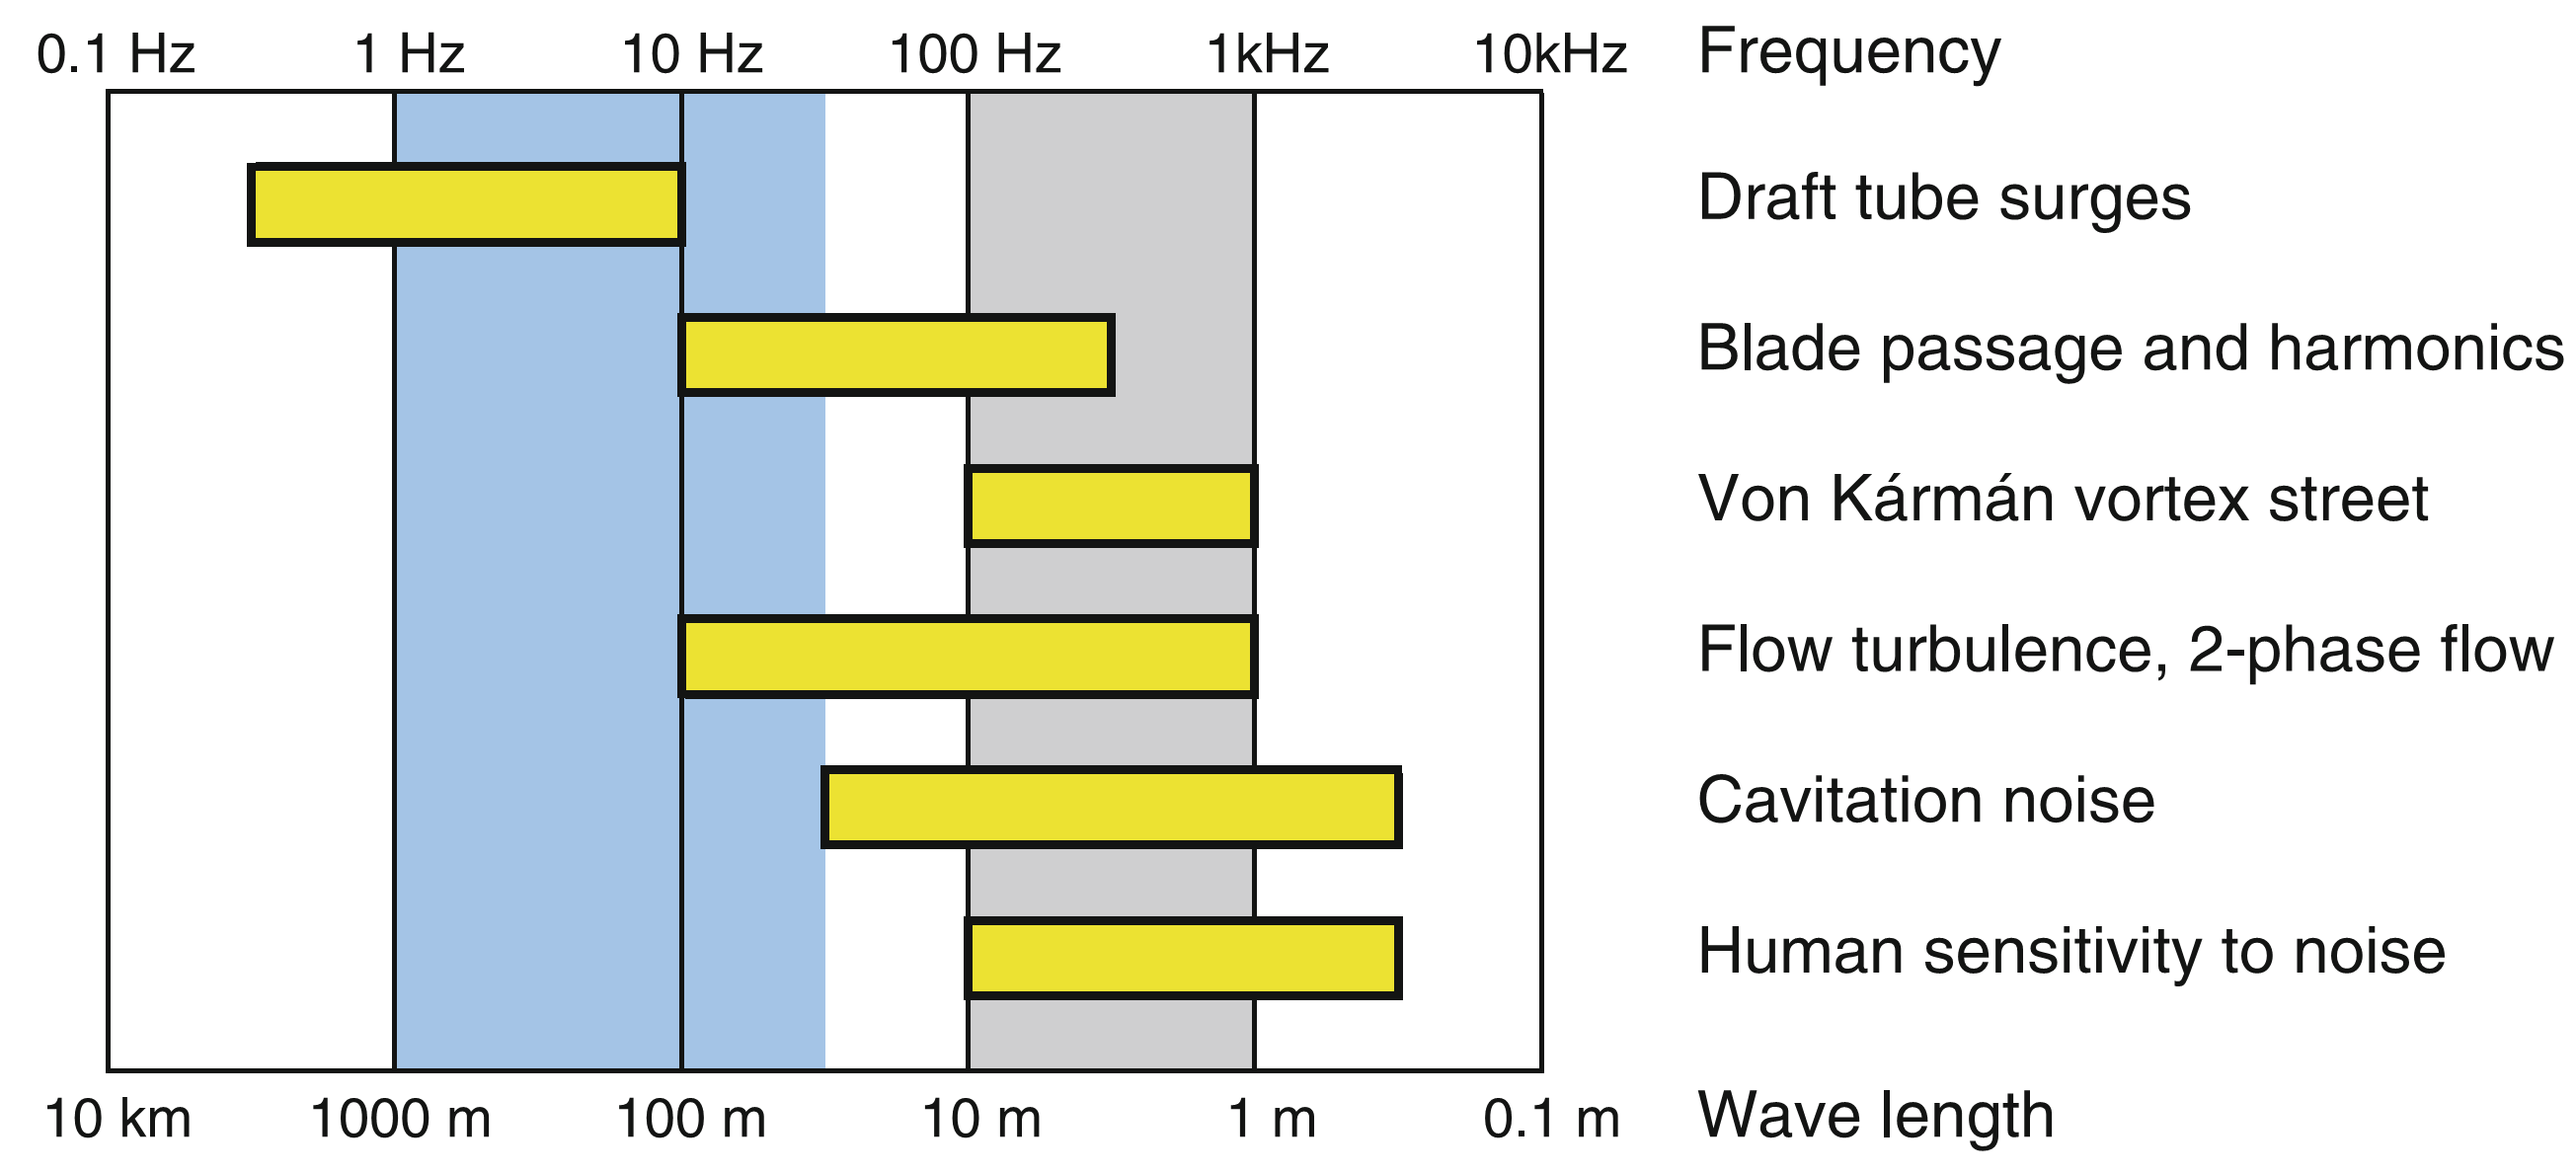 0.1 Hz 1 Hz 10 Hz 100 Hz 1kHz 10kHz Frequency
Draft tube surges
Blade passage and harmonics
Von Kármán vortex street
Flow turbulence, 2-phase flow
Cavitation noise
Human sensitivity to noise
10 km 1000 m 100 m 10 m 1 m 0.1 m Wave length